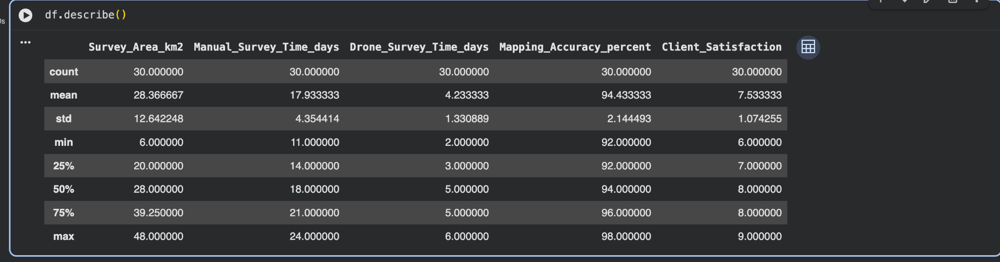 df.describe()
0s
...
Survey_Area_km2 Manual_Survey_Time_days Drone_Survey_Time_days Mapping_Accuracy_percent Client_Satisfaction
count 30.000000 30.000000 30.000000 30.000000 30.000000
mean 28.366667 17.933333 4.233333 94.433333 7.533333
std 12.642248 4.354414 1.330889 2.144493 1.074255
min 6.000000 11.000000 2.000000 92.000000 6.000000
25% 20.000000 14.000000 3.000000 92.000000 7.000000
50% 28.000000 18.000000 5.000000 94.000000 8.000000
75% 39.250000 21.000000 5.000000 96.000000 8.000000
max 48.000000 24.000000 6.000000 98.000000 9.000000